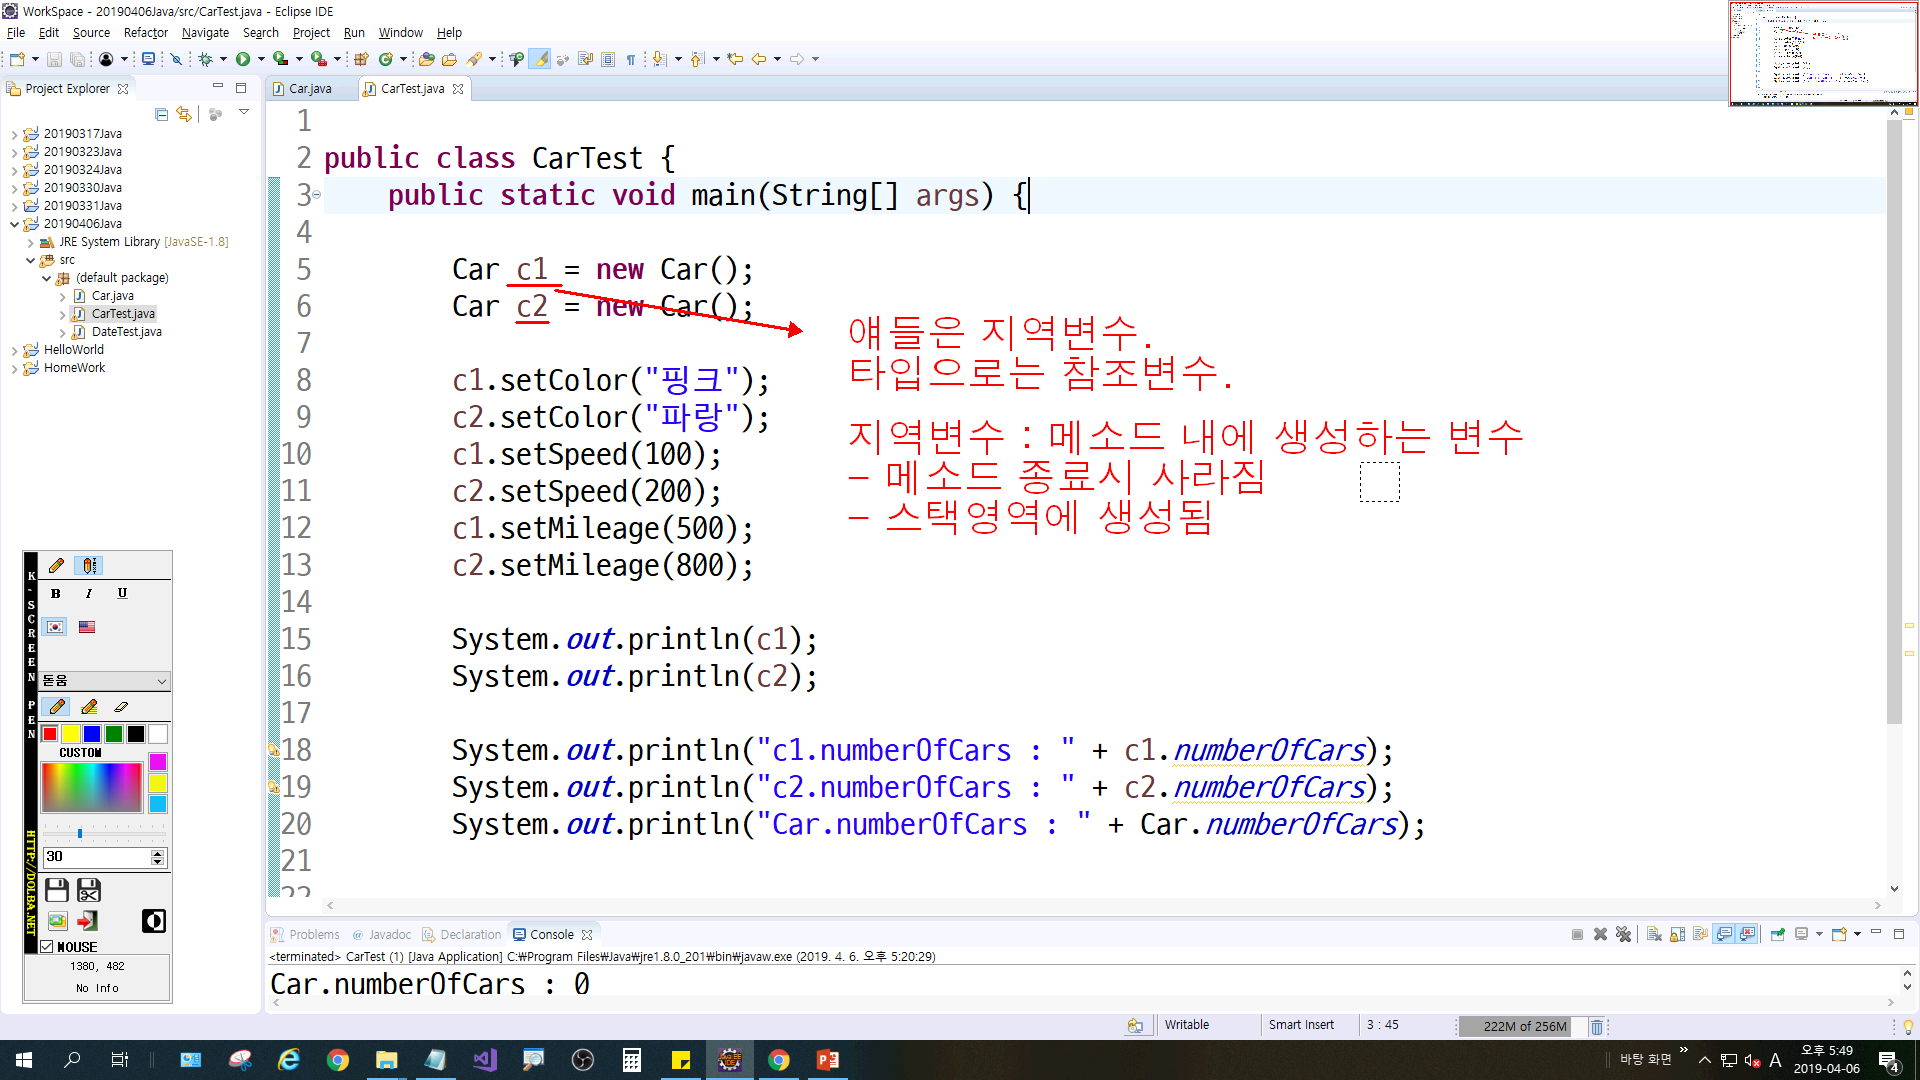 WorkSpace - 20190406Java/src/CarTest.java - Eclipse IDE
File Edit Source Refactor Navigate Search Project Run Window Help
Project Explorer
Car.java
CarTest.java
20190317Java
20190323Java
20190324Java
20190330Java
20190331Java
20190406Java
JRE System Library [JavaSE-1.8]
src
(default package)
Car.java
CarTest.java
DateTest.java
HelloWorld
HomeWork
1
2 public class CarTest {
3 public static void main(String[] args) {
4
5 Car c1 = new Car();
6 Car c2 = new Car();
7
8 c1.setColor("핑크");
9 c2.setColor("파랑");
10 c1.setSpeed(100);
11 c2.setSpeed(200);
12 c1.setMileage(500);
13 c2.setMileage(800);
14
15 System.out.println(c1);
16 System.out.println(c2);
17
18 System.out.println("c1.numberOfCars : " + c1.numberOfCars);
19 System.out.println("c2.numberOfCars : " + c2.numberOfCars);
20 System.out.println("Car.numberOfCars : " + Car.numberOfCars);
21
22
얘들은 지역변수.
타입으로는 참조변수.
지역변수 : 메소드 내에 생성하는 변수
- 메소드 종료시 사라짐
- 스택영역에 생성됨
K-SCREEN PEN
HTTP://DOLBA.NET
B I U
돋움
CUSTOM
30
MOUSE
1380, 482
No Info
Problems @ Javadoc Declaration Console
<terminated> CarTest (1) [Java Application] C:₩Program Files₩Java₩jre1.8.0_201₩bin₩javaw.exe (2019. 4. 6. 오후 5:20:29)
Car.numberOfCars : 0
Writable
Smart Insert
3 : 45
222M of 256M
바탕 화면
A
오후 5:49
2019-04-06
4